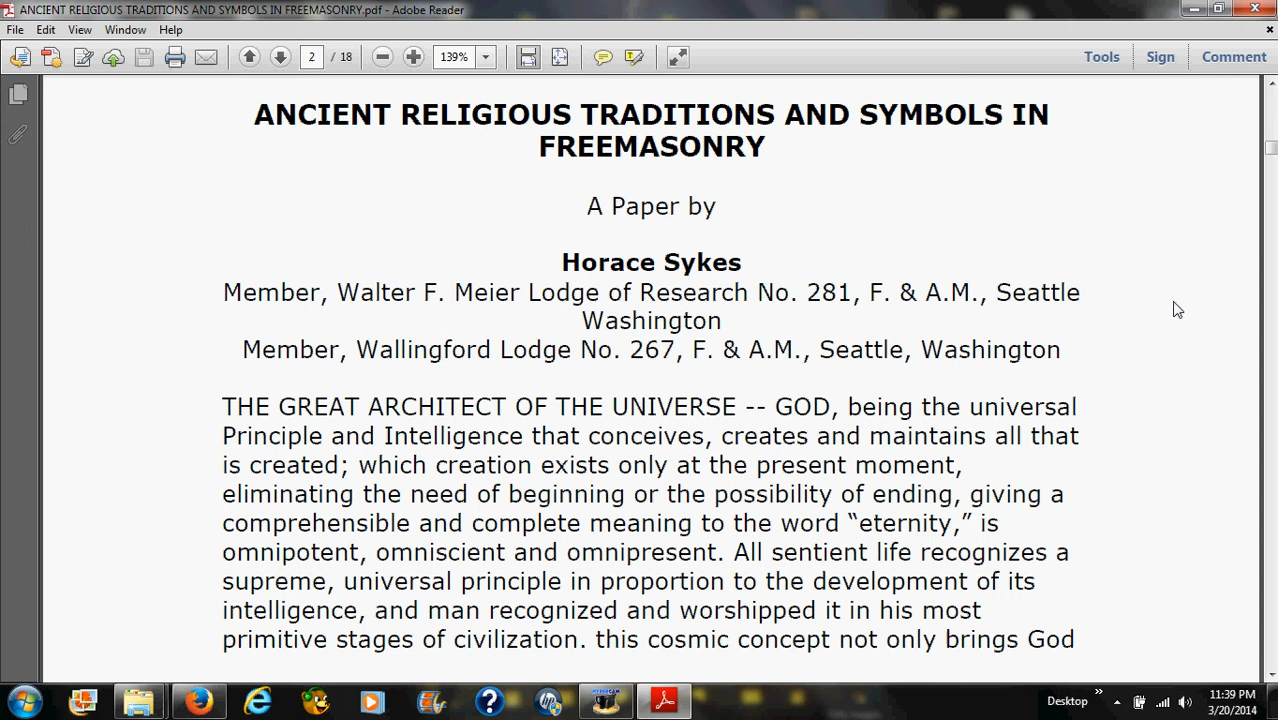 ANCIENT RELIGIOUS TRADITIONS AND SYMBOLS IN FREEMASONRY.pdf - Adobe Reader
File Edit View Window Help
2 / 18 139% Tools Sign Comment
ANCIENT RELIGIOUS TRADITIONS AND SYMBOLS IN
FREEMASONRY
A Paper by
Horace Sykes
Member, Walter F. Meier Lodge of Research No. 281, F. & A.M., Seattle
Washington
Member, Wallingford Lodge No. 267, F. & A.M., Seattle, Washington
THE GREAT ARCHITECT OF THE UNIVERSE -- GOD, being the universal
Principle and Intelligence that conceives, creates and maintains all that
is created; which creation exists only at the present moment,
eliminating the need of beginning or the possibility of ending, giving a
comprehensible and complete meaning to the word “eternity,” is
omnipotent, omniscient and omnipresent. All sentient life recognizes a
supreme, universal principle in proportion to the development of its
intelligence, and man recognized and worshipped it in his most
primitive stages of civilization. this cosmic concept not only brings God
Desktop 11:39 PM
3/20/2014